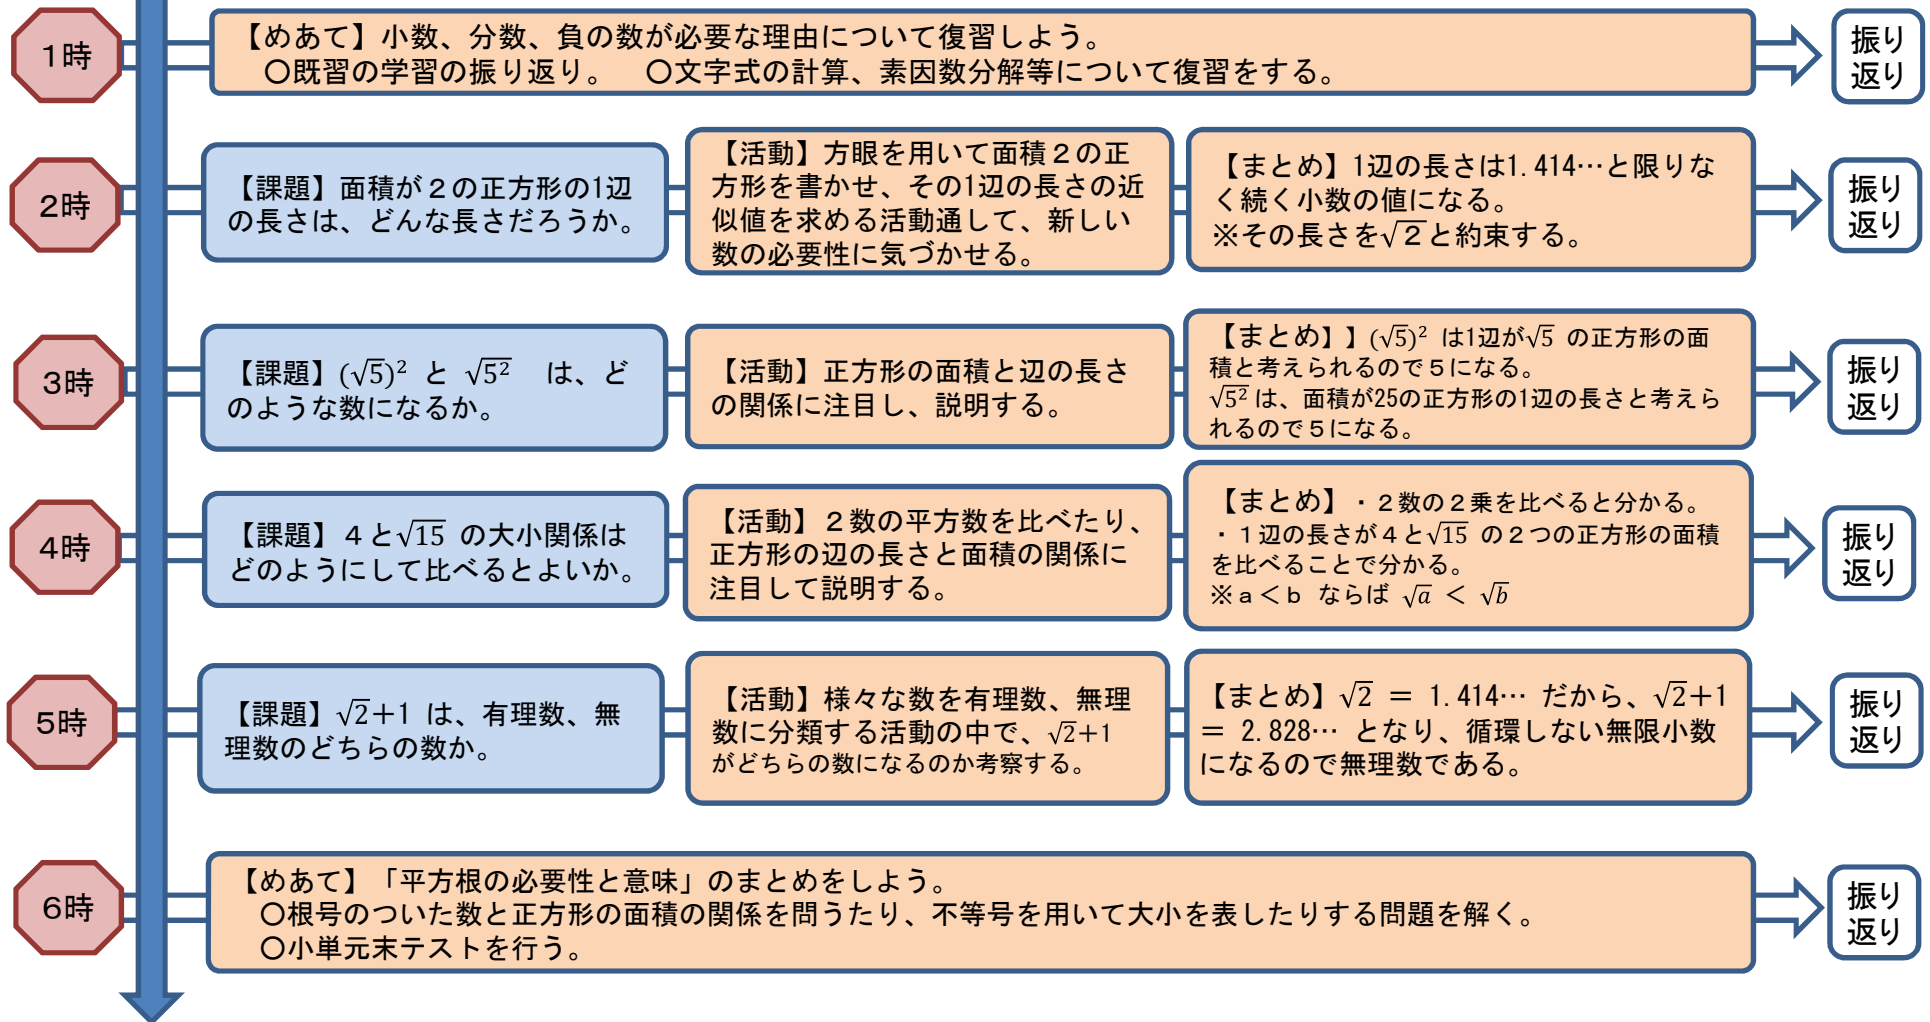 1時
【めあて】小数、分数、負の数が必要な理由について復習しよう。
〇既習の学習の振り返り。　〇文字式の計算、素因数分解等について復習をする。
振り
返り
2時
【課題】面積が２の正方形の1辺
の長さは、どんな長さだろうか。
【活動】方眼を用いて面積２の正
方形を書かせ、その1辺の長さの近
似値を求める活動通して、新しい
数の必要性に気づかせる。
【まとめ】1辺の長さは1.414…と限りな
く続く小数の値になる。
※その長さを√2と約束する。
振り
返り
3時
【課題】(√5)² と √5²　は、ど
のような数になるか。
【活動】正方形の面積と辺の長さ
の関係に注目し、説明する。
【まとめ】】(√5)² は1辺が√5 の正方形の面
積と考えられるので５になる。
√5²は、面積が25の正方形の1辺の長さと考えら
れるので５になる。
振り
返り
4時
【課題】４と√15 の大小関係は
どのようにして比べるとよいか。
【活動】２数の平方数を比べたり、
正方形の辺の長さと面積の関係に
注目して説明する。
【まとめ】・２数の２乗を比べると分かる。
・１辺の長さが４と√15 の２つの正方形の面積
を比べることで分かる。
※ａ＜ｂ ならば √a ＜ √b
振り
返り
5時
【課題】√2＋1 は、有理数、無
理数のどちらの数か。
【活動】様々な数を有理数、無理
数に分類する活動の中で、√2＋1
がどちらの数になるのか考察する。
【まとめ】√2 ＝ 1.414… だから、√2＋1
＝ 2.828… となり、循環しない無限小数
になるので無理数である。
振り
返り
6時
【めあて】「平方根の必要性と意味」のまとめをしよう。
〇根号のついた数と正方形の面積の関係を問うたり、不等号を用いて大小を表したりする問題を解く。
〇小単元末テストを行う。
振り
返り